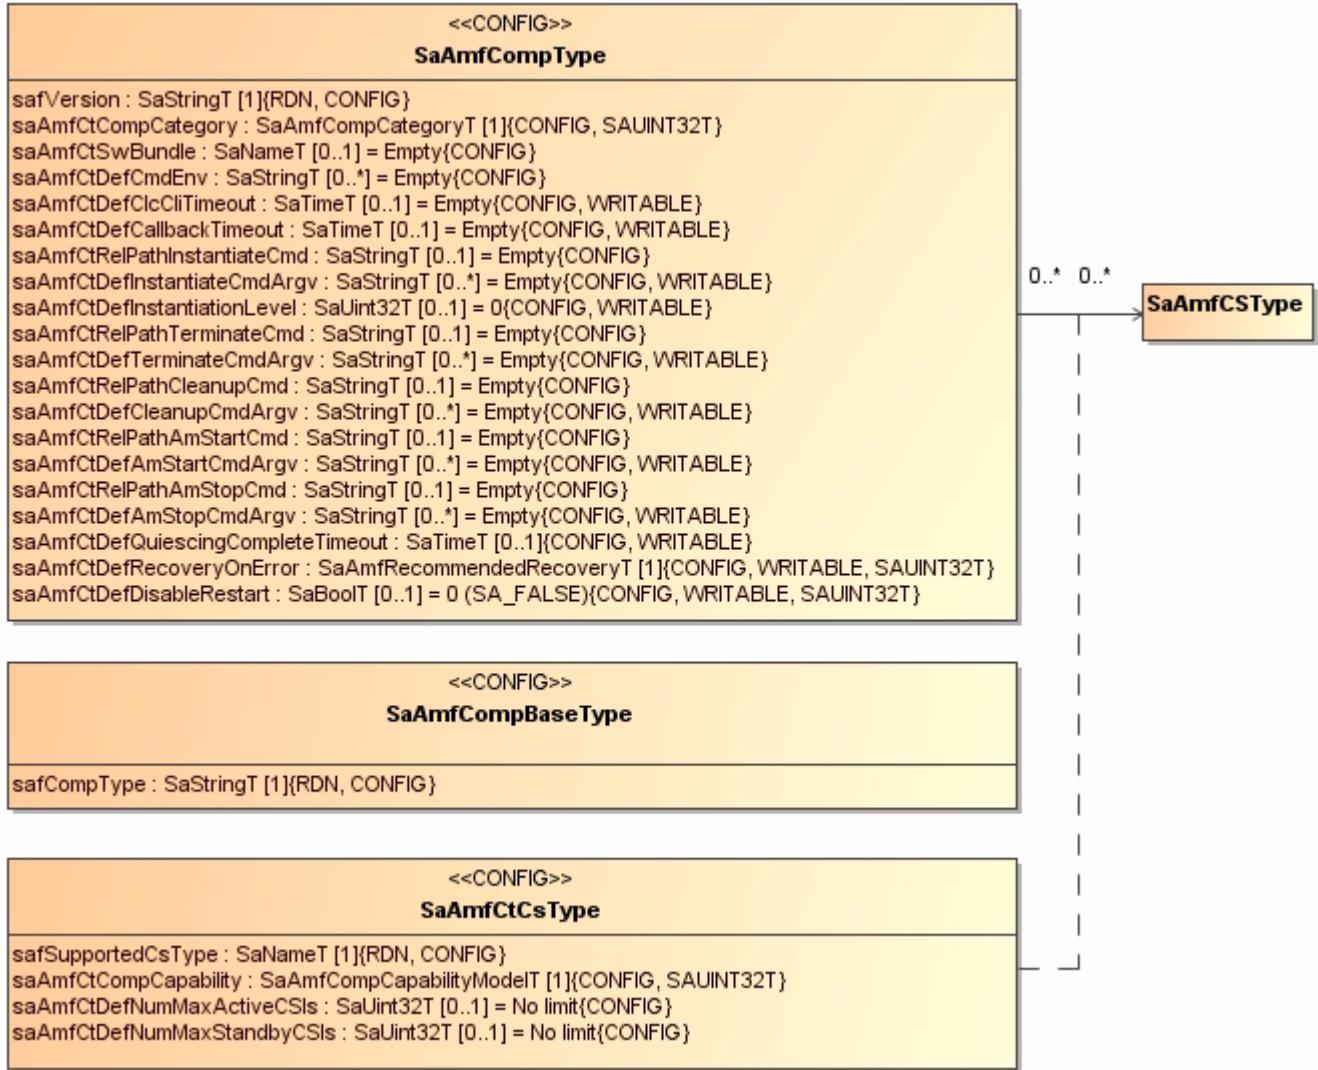 <<CONFIG>>
SaAmfCompType
safVersion : SaStringT [1]{RDN, CONFIG}
saAmfCtCompCategory : SaAmfCompCategoryT [1]{CONFIG, SAUINT32T}
saAmfCtSwBundle : SaNameT [0..1] = Empty{CONFIG}
saAmfCtDefCmdEnv : SaStringT [0..*] = Empty{CONFIG}
saAmfCtDefClcCliTimeout : SaTimeT [0..1] = Empty{CONFIG, WRITABLE}
saAmfCtDefCallbackTimeout : SaTimeT [0..1] = Empty{CONFIG, WRITABLE}
saAmfCtRelPathInstantiateCmd : SaStringT [0..1] = Empty{CONFIG}
saAmfCtDefInstantiateCmdArgv : SaStringT [0..*] = Empty{CONFIG, WRITABLE}
saAmfCtDefInstantiationLevel : SaUint32T [0..1] = 0{CONFIG, WRITABLE}
saAmfCtRelPathTerminateCmd : SaStringT [0..1] = Empty{CONFIG}
saAmfCtDefTerminateCmdArgv : SaStringT [0..*] = Empty{CONFIG, WRITABLE}
saAmfCtRelPathCleanupCmd : SaStringT [0..1] = Empty{CONFIG}
saAmfCtDefCleanupCmdArgv : SaStringT [0..*] = Empty{CONFIG, WRITABLE}
saAmfCtRelPathAmStartCmd : SaStringT [0..1] = Empty{CONFIG}
saAmfCtDefAmStartCmdArgv : SaStringT [0..*] = Empty{CONFIG, WRITABLE}
saAmfCtRelPathAmStopCmd : SaStringT [0..1] = Empty{CONFIG}
saAmfCtDefAmStopCmdArgv : SaStringT [0..*] = Empty{CONFIG, WRITABLE}
saAmfCtDefQuiescingCompleteTimeout : SaTimeT [0..1]{CONFIG, WRITABLE}
saAmfCtDefRecoveryOnError : SaAmfRecommendedRecoveryT [1]{CONFIG, WRITABLE, SAUINT32T}
saAmfCtDefDisableRestart : SaBoolT [0..1] = 0 (SA_FALSE){CONFIG, WRITABLE, SAUINT32T}
0..* 0..*
SaAmfCSType
<<CONFIG>>
SaAmfCompBaseType
safCompType : SaStringT [1]{RDN, CONFIG}
<<CONFIG>>
SaAmfCtCsType
safSupportedCsType : SaNameT [1]{RDN, CONFIG}
saAmfCtCompCapability : SaAmfCompCapabilityModelT [1]{CONFIG, SAUINT32T}
saAmfCtDefNumMaxActiveCSIs : SaUint32T [0..1] = No limit{CONFIG}
saAmfCtDefNumMaxStandbyCSIs : SaUint32T [0..1] = No limit{CONFIG}